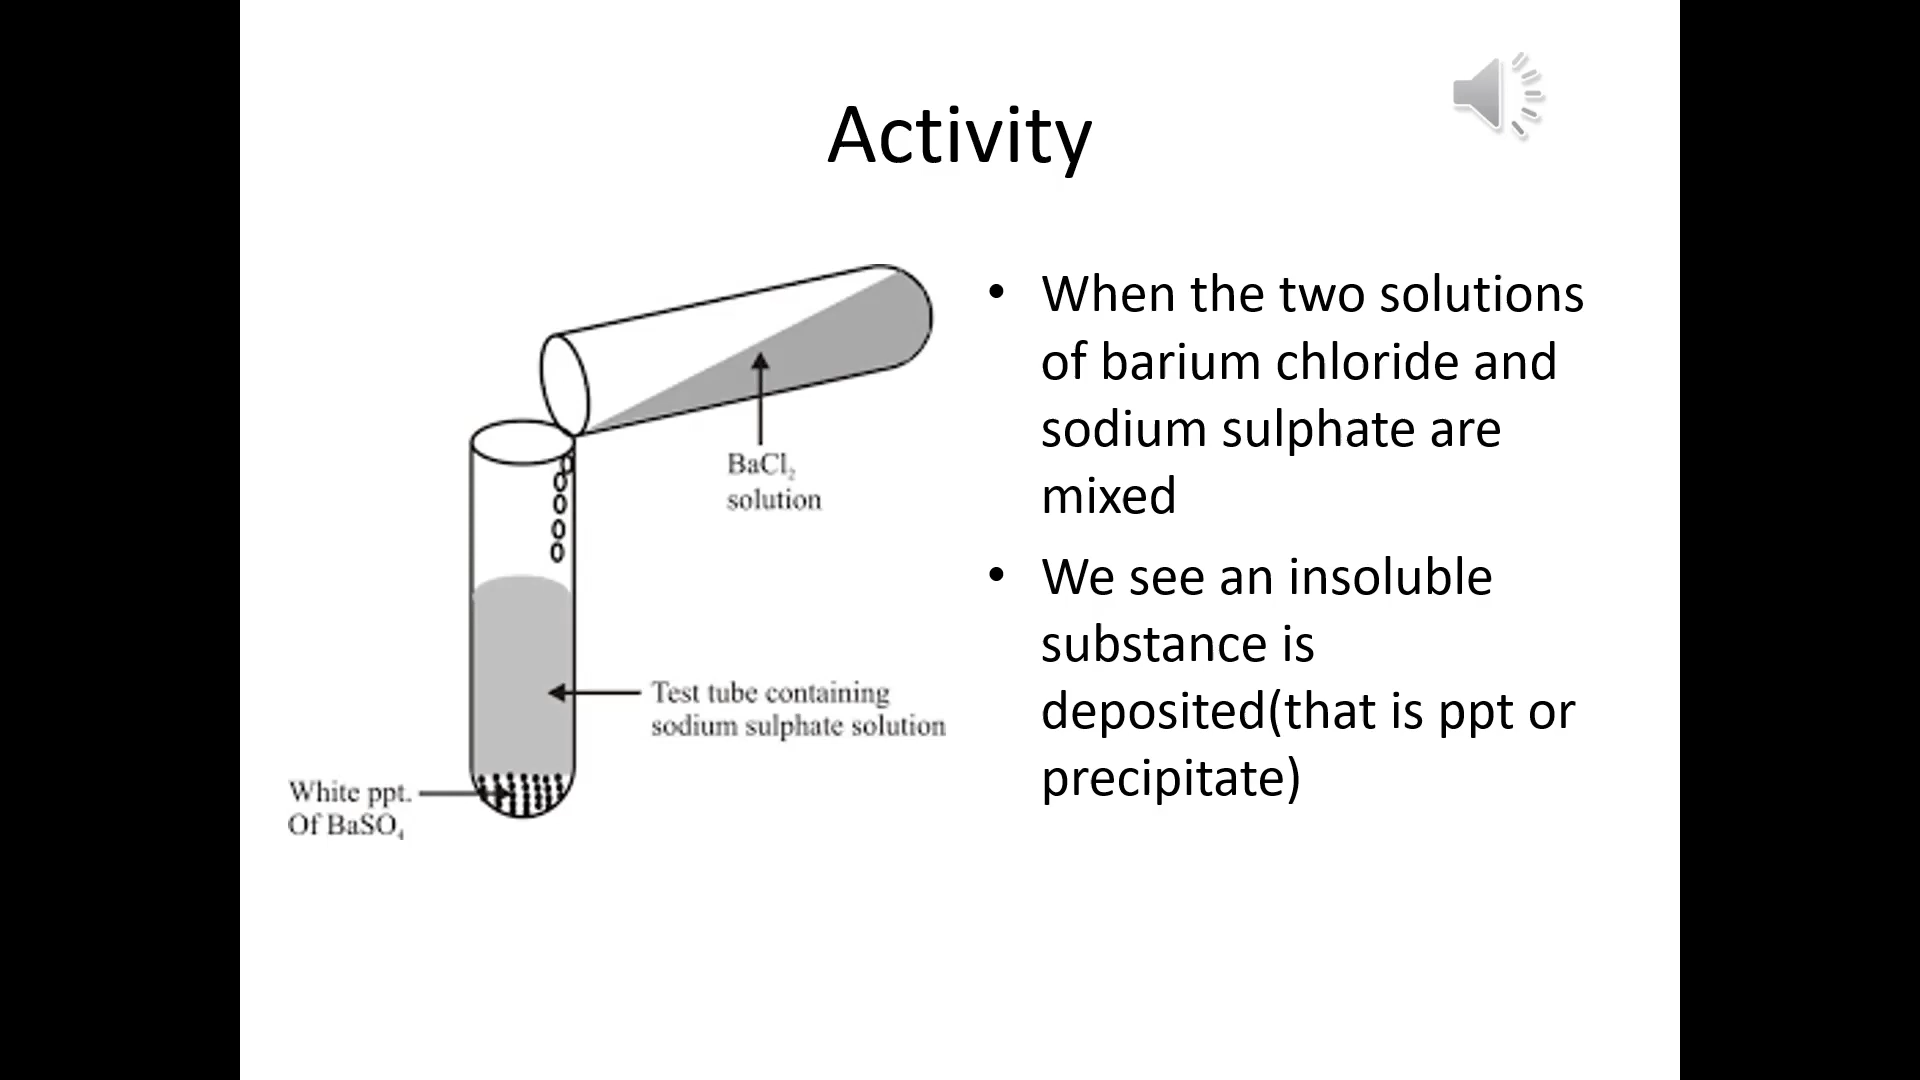 Activity
BaCl₂
solution
Test tube containing
sodium sulphate solution
White ppt.
Of BaSO₄
• When the two solutions
of barium chloride and
sodium sulphate are
mixed
• We see an insoluble
substance is
deposited(that is ppt or
precipitate)